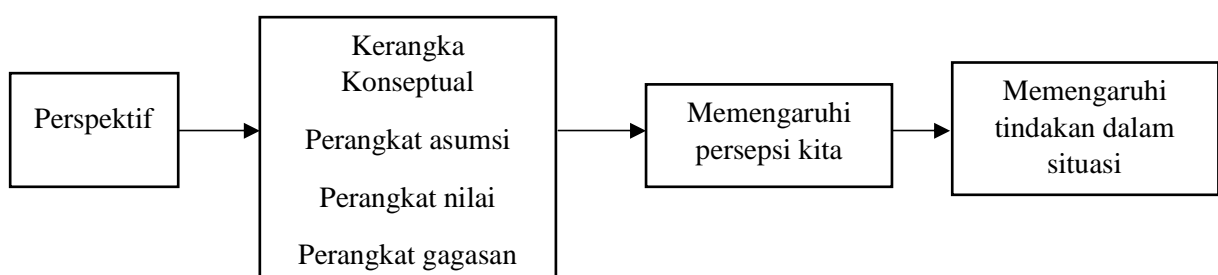 Perspektif
Kerangka
Konseptual
Perangkat asumsi
Perangkat nilai
Perangkat gagasan
Memengaruhi
persepsi kita
Memengaruhi
tindakan dalam
situasi